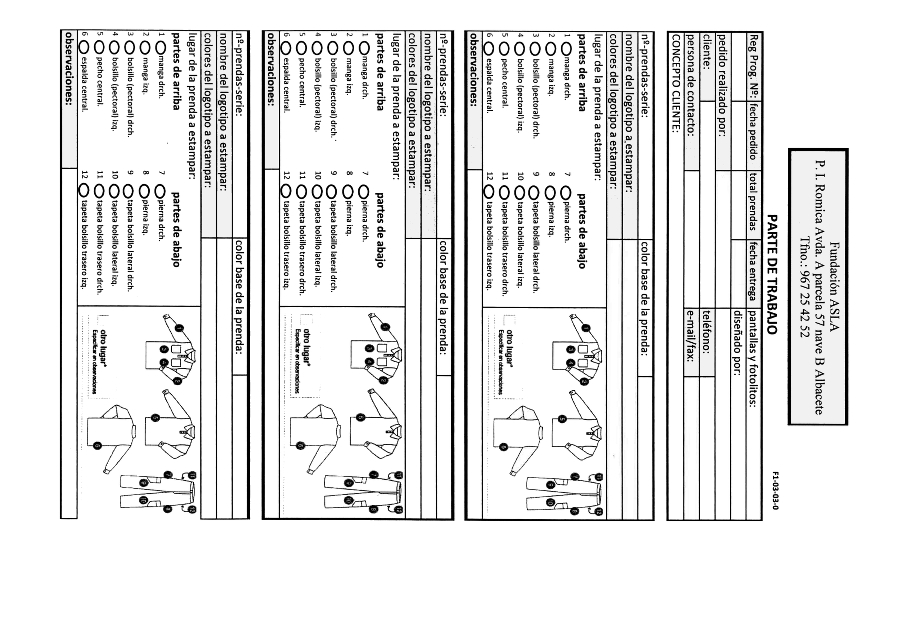 Fundación ASLA
P. I. Romica Avda. A parcela 57 nave B Albacete
Tfno.: 967 25 42 52
F1-03-03-0
PARTE DE TRABAJO
Reg Prog. Nº: fecha pedido total prendas fecha entrega pantallas y fotolitos:
pedido realizado por: diseñado por:
cliente: teléfono:
persona de contacto: e-mail/fax:
CONCEPTO CLIENTE:
nº-prendas-serie: color base de la prenda:
nombre del logotipo a estampar:
colores del logotipo a estampar:
lugar de la prenda a estampar:
partes de arriba partes de abajo
1 manga drch. 7 pierna drch.
2 manga izq. 8 pierna izq.
3 bolsillo (pectoral) drch. 9 tapeta bolsillo lateral drch.
4 bolsillo (pectoral) izq. 10 tapeta bolsillo lateral izq.
5 pecho central. 11 tapeta bolsillo trasero drch.
6 espalda central. 12 tapeta bolsillo trasero izq.
otro lugar*
Especificar en observaciones
observaciones:
nº-prendas-serie: color base de la prenda:
nombre del logotipo a estampar:
colores del logotipo a estampar:
lugar de la prenda a estampar:
partes de arriba partes de abajo
1 manga drch. 7 pierna drch.
2 manga izq. 8 pierna izq.
3 bolsillo (pectoral) drch. 9 tapeta bolsillo lateral drch.
4 bolsillo (pectoral) izq. 10 tapeta bolsillo lateral izq.
5 pecho central. 11 tapeta bolsillo trasero drch.
6 espalda central. 12 tapeta bolsillo trasero izq.
otro lugar*
Especificar en observaciones
observaciones:
nº-prendas-serie: color base de la prenda:
nombre del logotipo a estampar:
colores del logotipo a estampar:
lugar de la prenda a estampar:
partes de arriba partes de abajo
1 manga drch. 7 pierna drch.
2 manga izq. 8 pierna izq.
3 bolsillo (pectoral) drch. 9 tapeta bolsillo lateral drch.
4 bolsillo (pectoral) izq. 10 tapeta bolsillo lateral izq.
5 pecho central. 11 tapeta bolsillo trasero drch.
6 espalda central. 12 tapeta bolsillo trasero izq.
otro lugar*
Especificar en observaciones
observaciones: